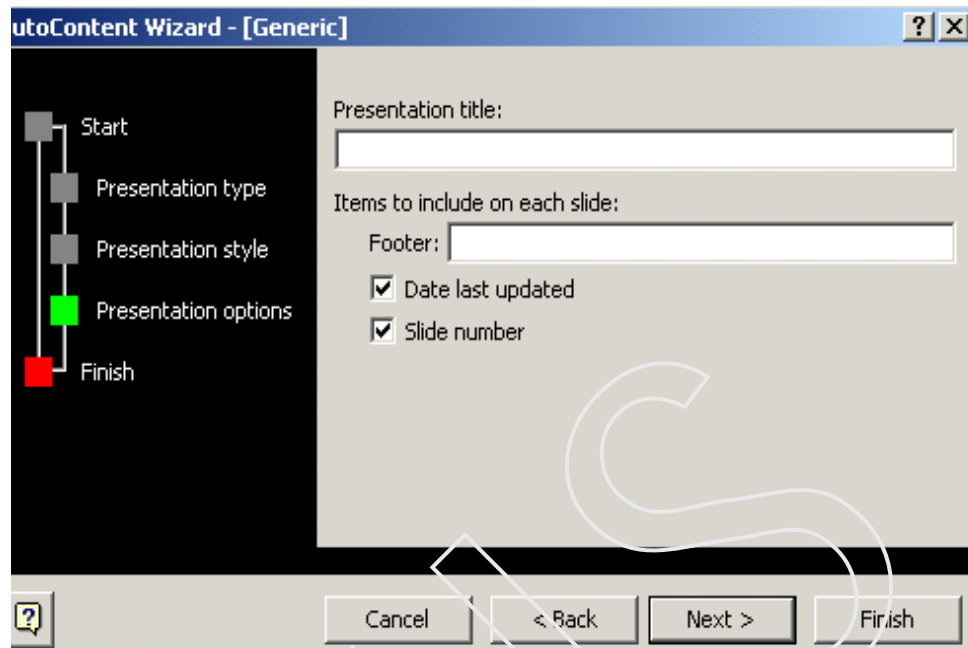 utoContent Wizard - [Generic]
Start
Presentation type
Presentation style
Presentation options
Finish
Presentation title:
Items to include on each slide:
Footer:
Date last updated
Slide number
Cancel
< Back
Next >
Finish